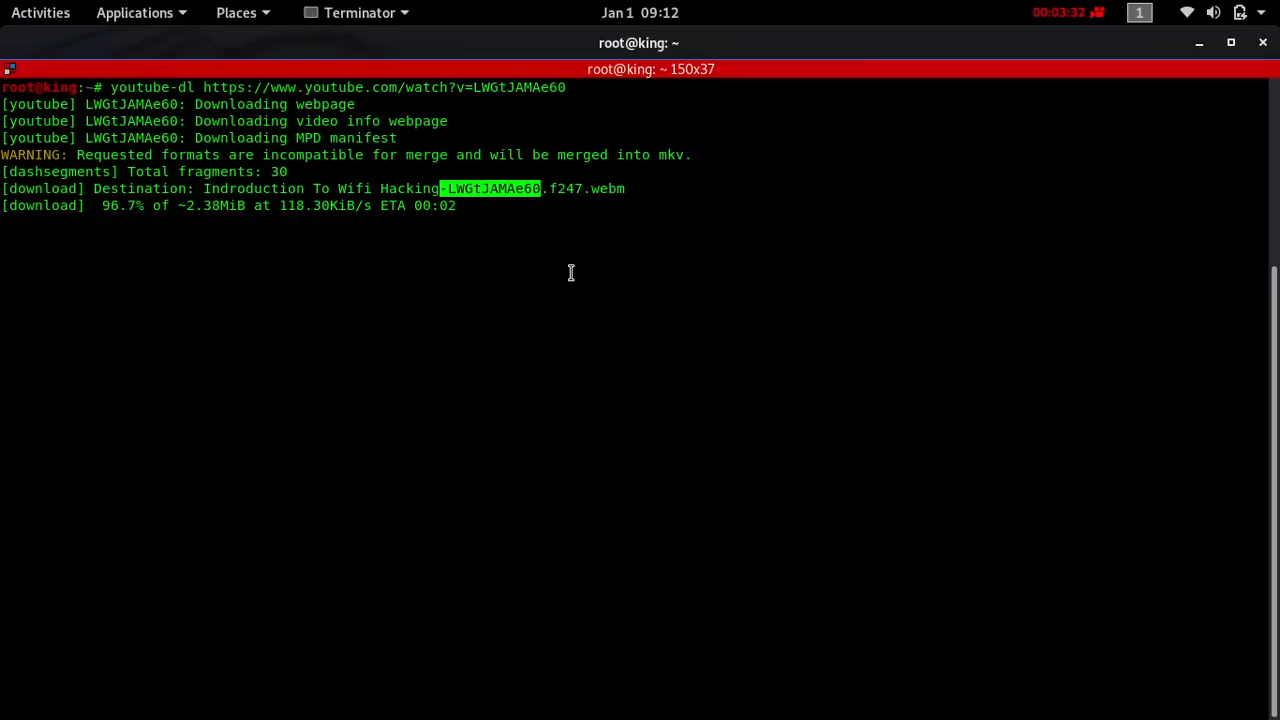 Activities Applications Places Terminator Jan 1 09:12 00:03:32 1
root@king: ~
root@king: ~ 150x37
root@king:~# youtube-dl https://www.youtube.com/watch?v=LWGtJAMAe60
[youtube] LWGtJAMAe60: Downloading webpage
[youtube] LWGtJAMAe60: Downloading video info webpage
[youtube] LWGtJAMAe60: Downloading MPD manifest
WARNING: Requested formats are incompatible for merge and will be merged into mkv.
[dashsegments] Total fragments: 30
[download] Destination: Indroduction To Wifi Hacking-LWGtJAMAe60.f247.webm
[download]  96.7% of ~2.38MiB at 118.30KiB/s ETA 00:02